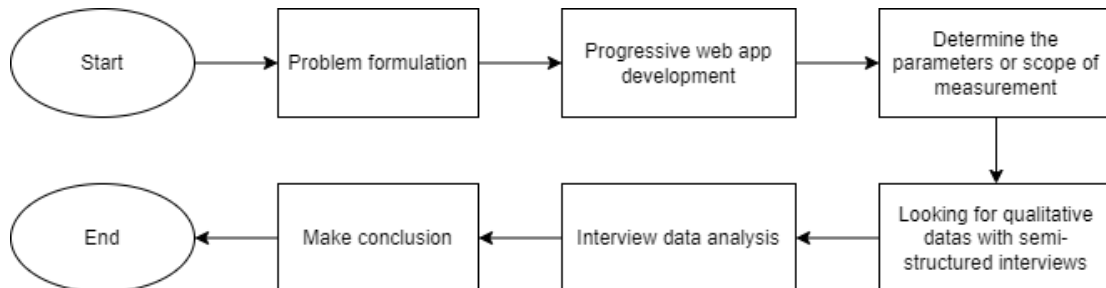 Start
Problem formulation
Progressive web app
development
Determine the
parameters or scope of
measurement
Looking for qualitative
datas with semi-
structured interviews
Interview data analysis
Make conclusion
End